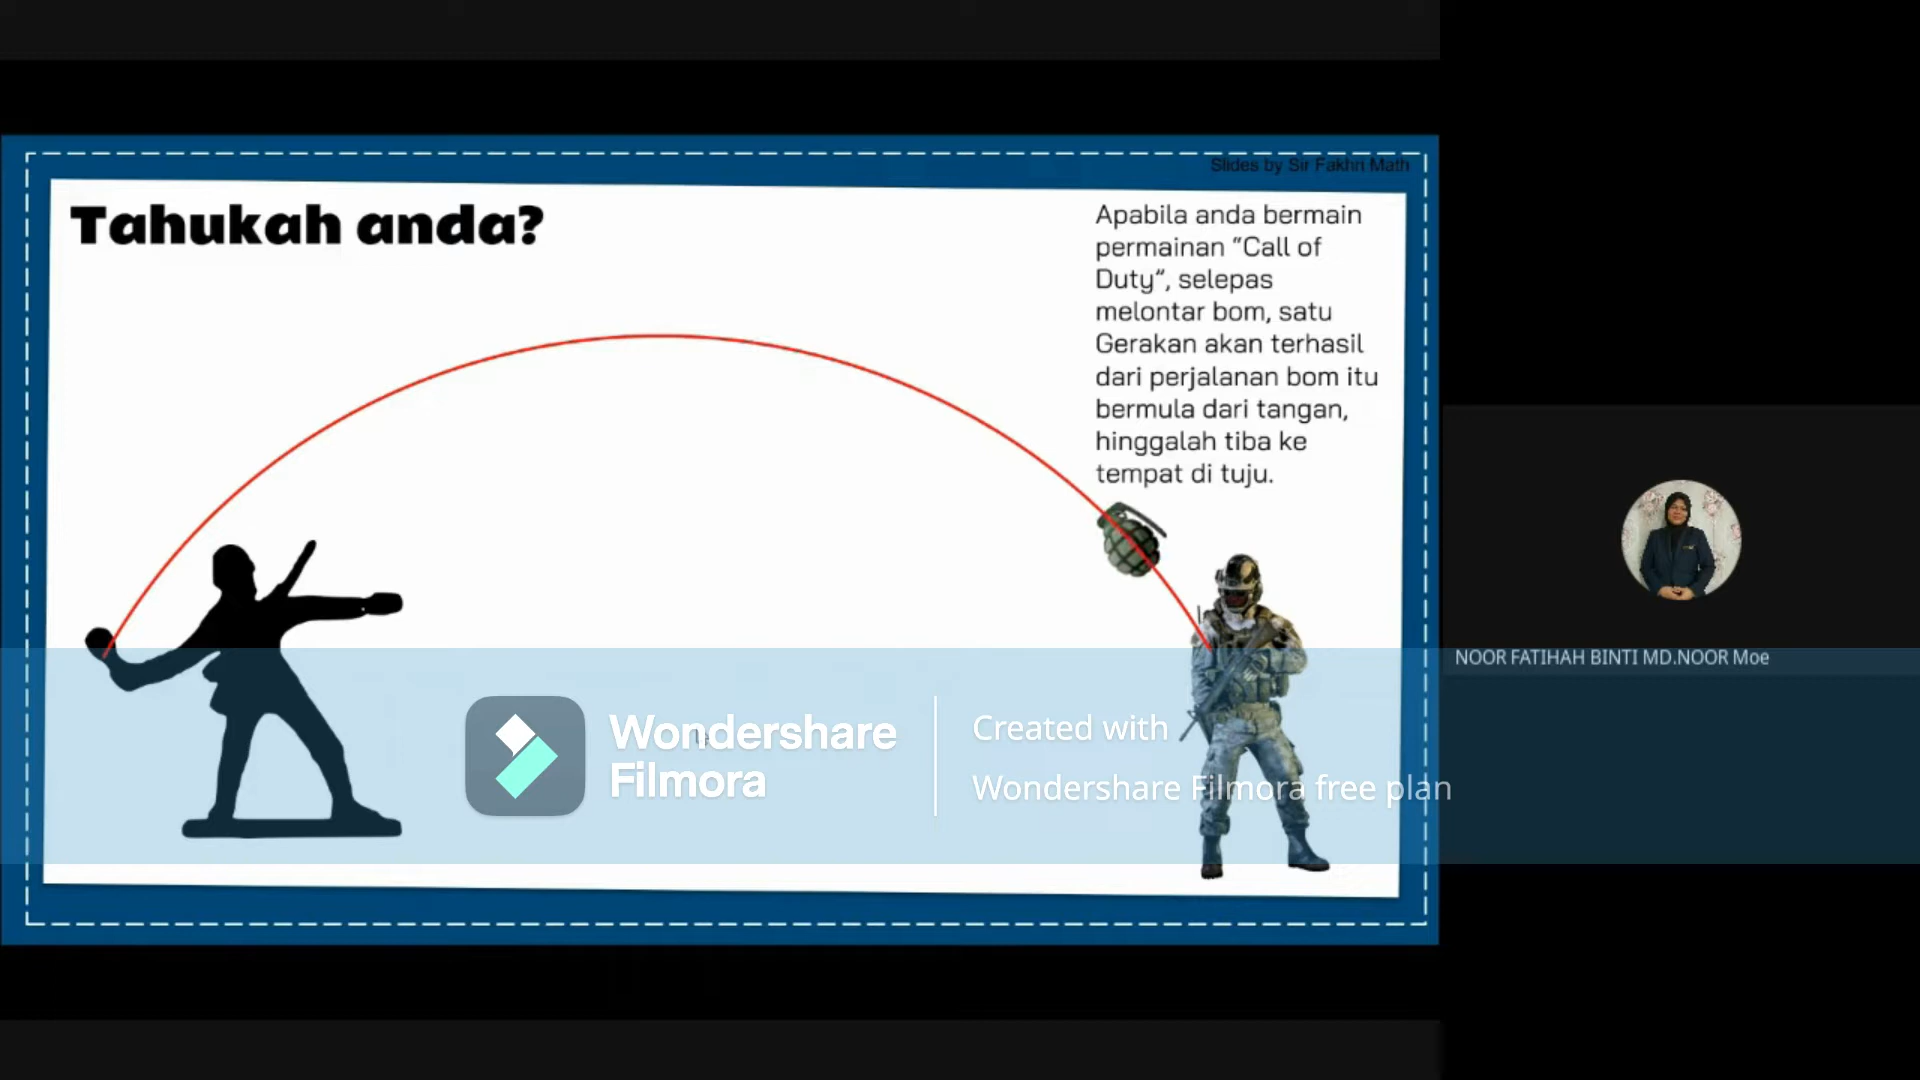 Slides by Sir Fakhri Math
Tahukah anda?
Apabila anda bermain
permainan “Call of
Duty“, selepas
melontar bom, satu
Gerakan akan terhasil
dari perjalanan bom itu
bermula dari tangan,
hinggalah tiba ke
tempat di tuju.
NOOR FATIHAH BINTI MD.NOOR Moe
Wondershare
Filmora
Created with
Wondershare Filmora free plan